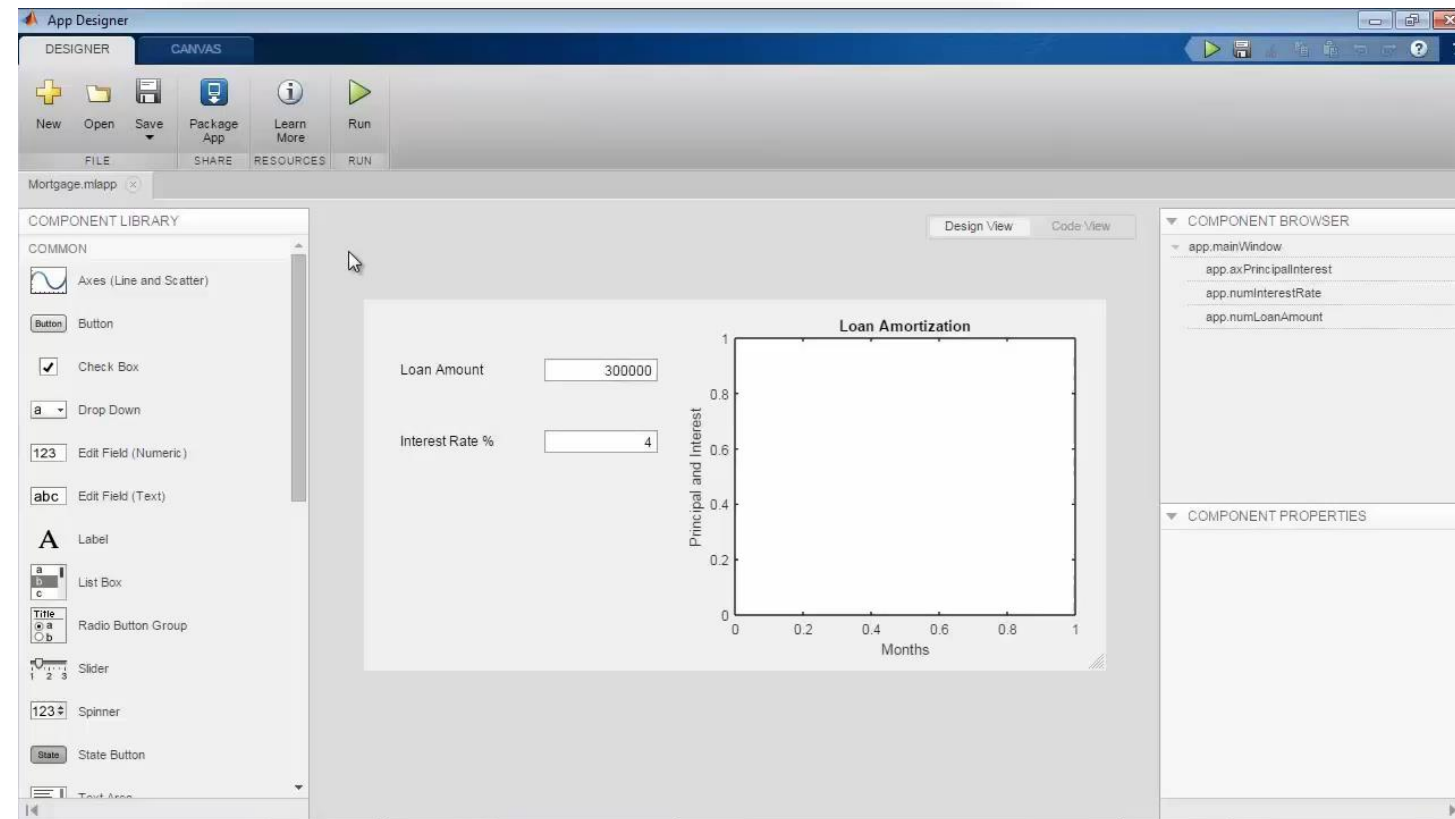 App Designer
DESIGNER CANVAS
New Open Save Package App Learn More Run
FILE SHARE RESOURCES RUN
Mortgage.mlapp
COMPONENT LIBRARY
COMMON
Axes (Line and Scatter)
Button Button
Check Box
a Drop Down
123 Edit Field (Numeric)
abc Edit Field (Text)
A Label
a
b List Box
c
Title
a Radio Button Group
b
Slider
1 2 3
123 Spinner
State State Button
Text Area
Design View Code View
Loan Amount 300000
Interest Rate % 4
Loan Amortization
Principal and Interest
1
0.8
0.6
0.4
0.2
0
0 0.2 0.4 0.6 0.8 1
Months
COMPONENT BROWSER
app.mainWindow
app.axPrincipalInterest
app.numInterestRate
app.numLoanAmount
COMPONENT PROPERTIES